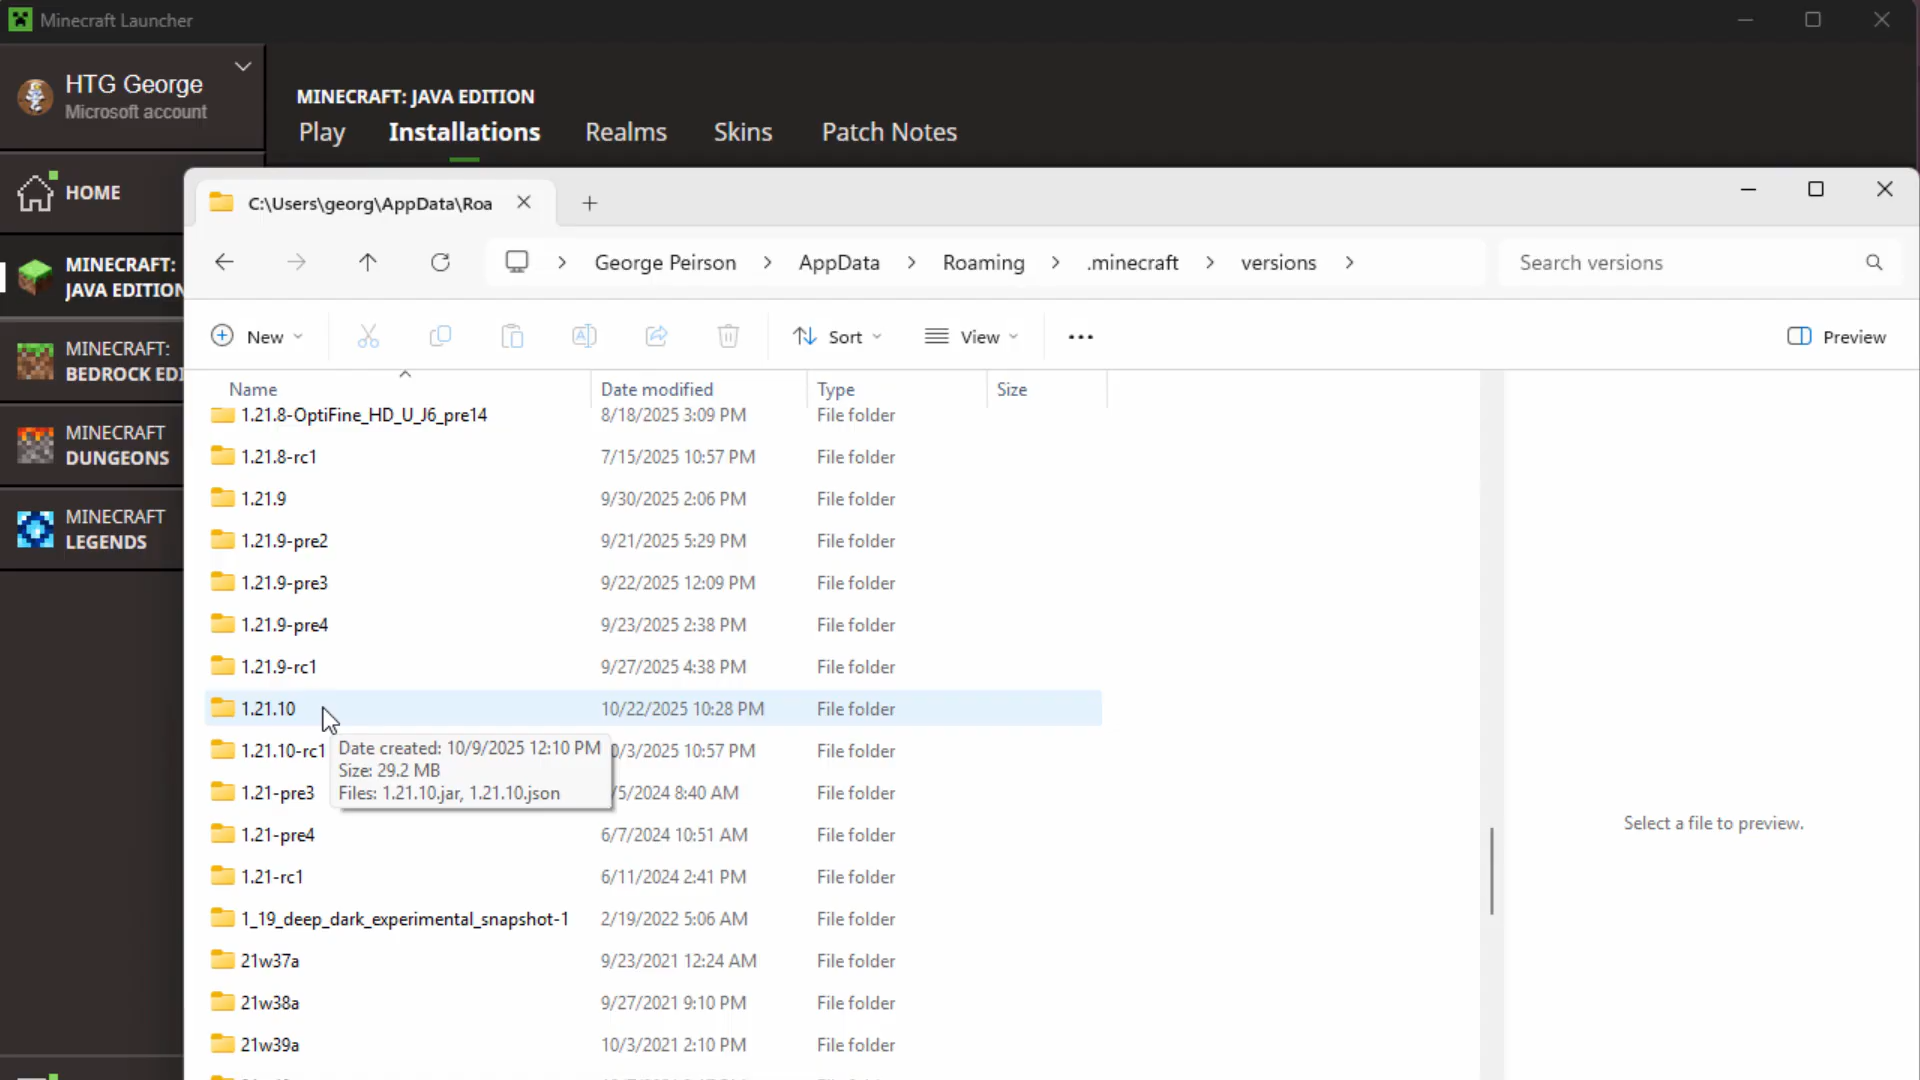 Minecraft Launcher
HTG George
Microsoft account
MINECRAFT: JAVA EDITION
Play Installations Realms Skins Patch Notes
HOME
MINECRAFT:
JAVA EDITION
MINECRAFT:
BEDROCK EDI
MINECRAFT
DUNGEONS
MINECRAFT
LEGENDS
C:\Users\georg\AppData\Roa
George Peirson > AppData > Roaming > .minecraft > versions >
Search versions
New Sort View ... Preview
Name Date modified Type Size
1.21.8-OptiFine_HD_U_J6_pre14 8/18/2025 3:09 PM File folder
1.21.8-rc1 7/15/2025 10:57 PM File folder
1.21.9 9/30/2025 2:06 PM File folder
1.21.9-pre2 9/21/2025 5:29 PM File folder
1.21.9-pre3 9/22/2025 12:09 PM File folder
1.21.9-pre4 9/23/2025 2:38 PM File folder
1.21.9-rc1 9/27/2025 4:38 PM File folder
1.21.10 10/22/2025 10:28 PM File folder
1.21.10-rc1 0/3/2025 10:57 PM File folder
Date created: 10/9/2025 12:10 PM
Size: 29.2 MB
Files: 1.21.10.jar, 1.21.10.json
1.21-pre3 /5/2024 8:40 AM File folder
1.21-pre4 6/7/2024 10:51 AM File folder
1.21-rc1 6/11/2024 2:41 PM File folder
1_19_deep_dark_experimental_snapshot-1 2/19/2022 5:06 AM File folder
21w37a 9/23/2021 12:24 AM File folder
21w38a 9/27/2021 9:10 PM File folder
21w39a 10/3/2021 2:10 PM File folder
Select a file to preview.